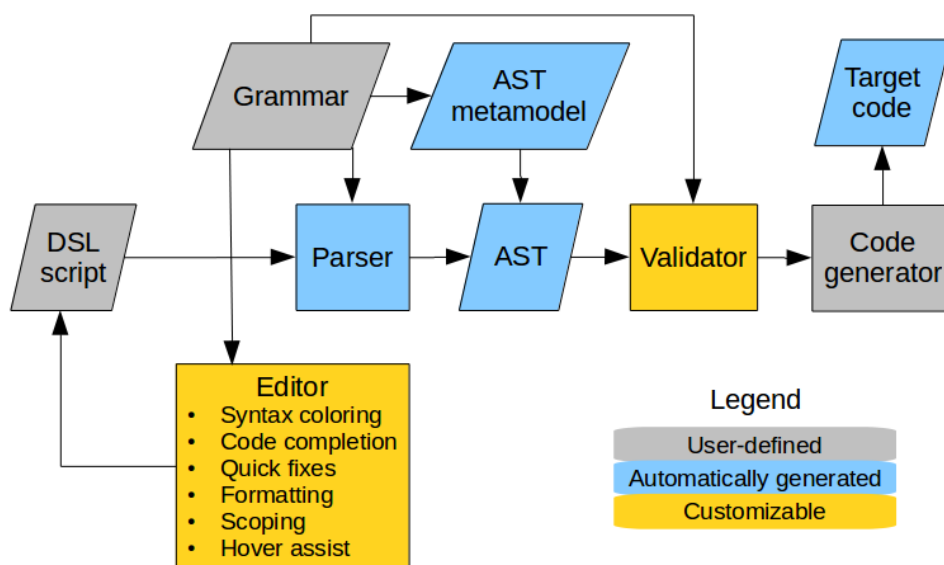 Grammar
AST
metamodel
Target
code
DSL
script
Parser
AST
Validator
Code
generator
Editor
• Syntax coloring
• Code completion
• Quick fixes
• Formatting
• Scoping
• Hover assist
Legend
User-defined
Automatically generated
Customizable